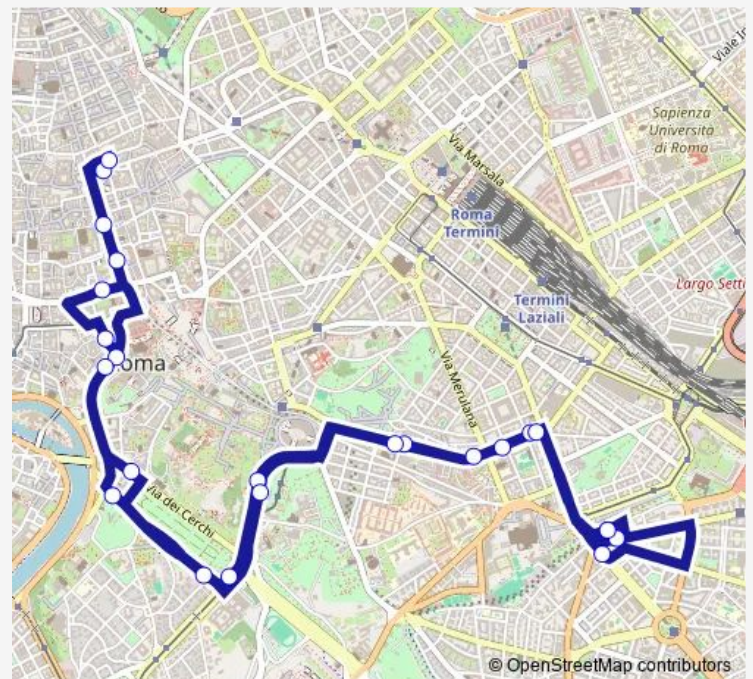 Viale Ir
Sapienza
Università
di Roma
Via Marsala
Roma
Termini
Largo Sett
Termini
Laziali
oma
Via Merulana
Via dei Cerchi
© OpenStreetMap contributors